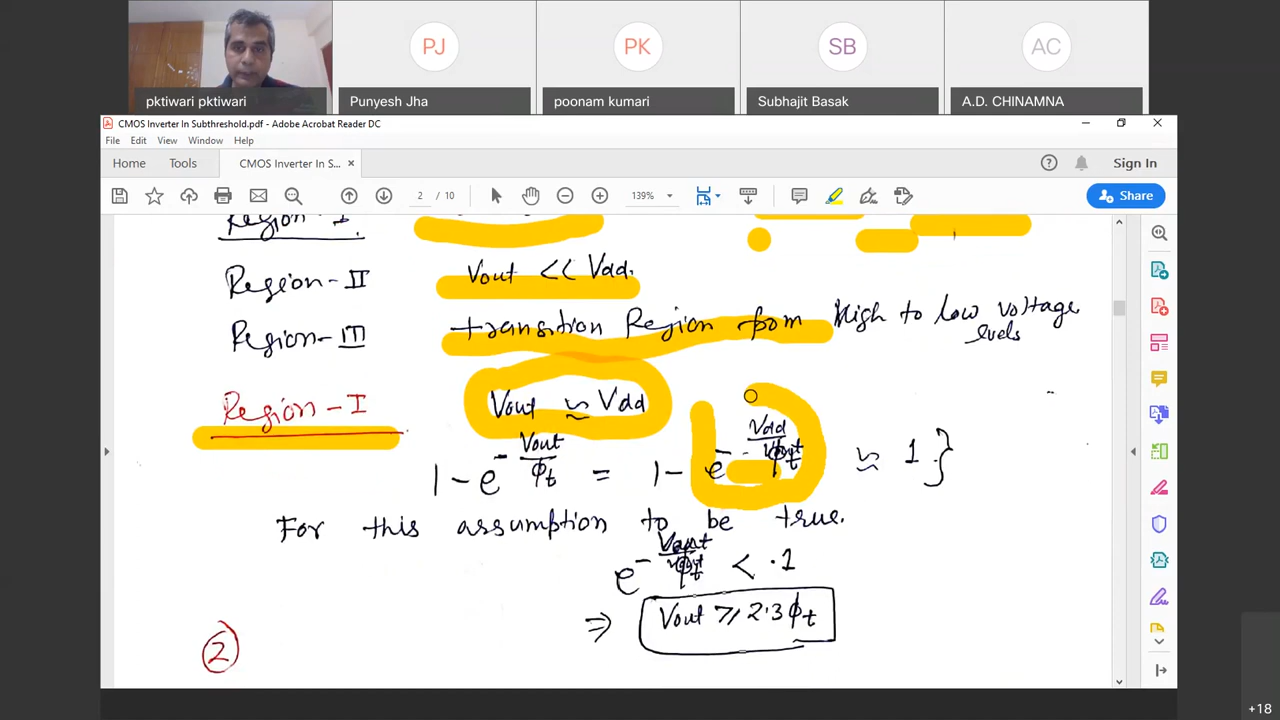 PJ PK SB AC
pktiwari pktiwari Punyesh Jha poonam kumari Subhajit Basak A.D. CHINAMNA
CMOS Inverter In Subthreshold.pdf - Adobe Acrobat Reader DC
File Edit View Window Help
Home Tools CMOS Inverter In S... × Sign In
2 / 10 139% Share
Region - I
Region - II Vout << Vdd.
Region - III transition Region from High to low voltage levels
Region - I Vout ≈ Vdd
1 - e^-Vout/ϕt = 1 - e^-Vdd/ϕt ≈ 1 }
For this assumption to be true.
e^-Vout/ϕt < .1
⇒ Vout ≥ 2.3 ϕt
2
+18